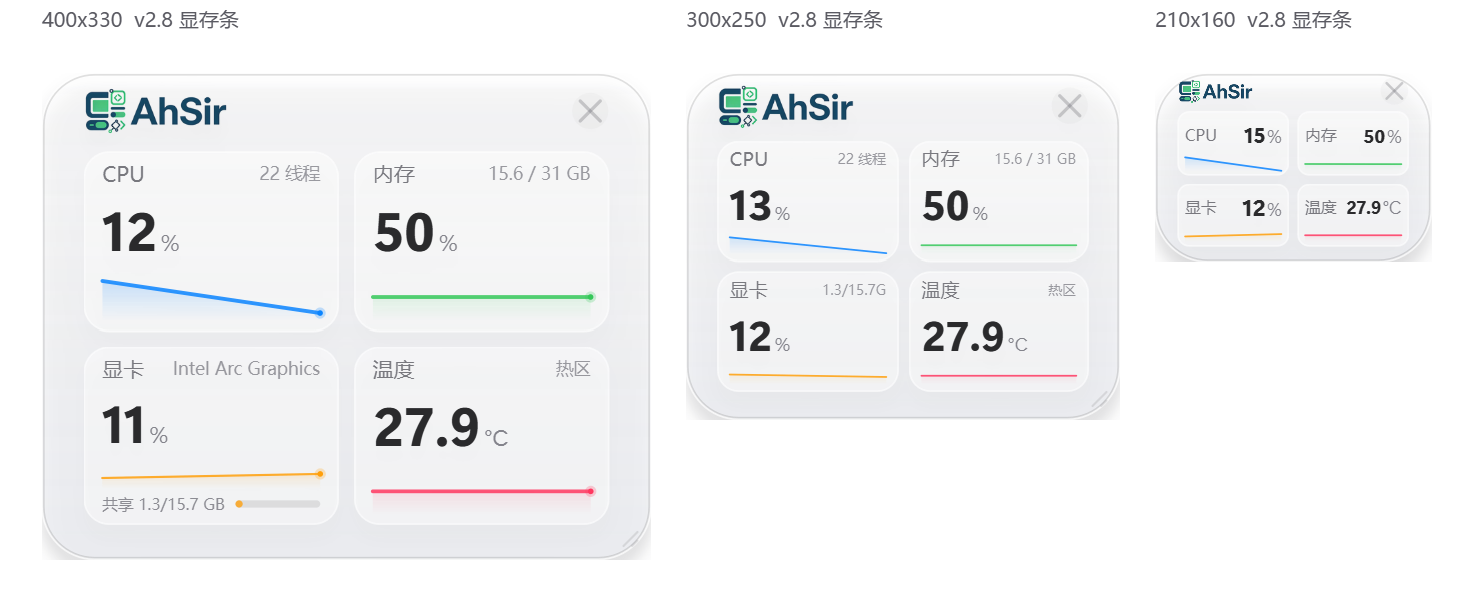 400x330 v2.8 显存条
AhSir
CPU 22 线程
12 %
内存 15.6 / 31 GB
50 %
显卡 Intel Arc Graphics
11 %
共享 1.3/15.7 GB
温度 热区
27.9 °C
300x250 v2.8 显存条
AhSir
CPU 22 线程
13 %
内存 15.6 / 31 GB
50 %
显卡 1.3/15.7G
12 %
温度 热区
27.9 °C
210x160 v2.8 显存条
AhSir
CPU 15 %
内存 50 %
显卡 12 %
温度 27.9 °C